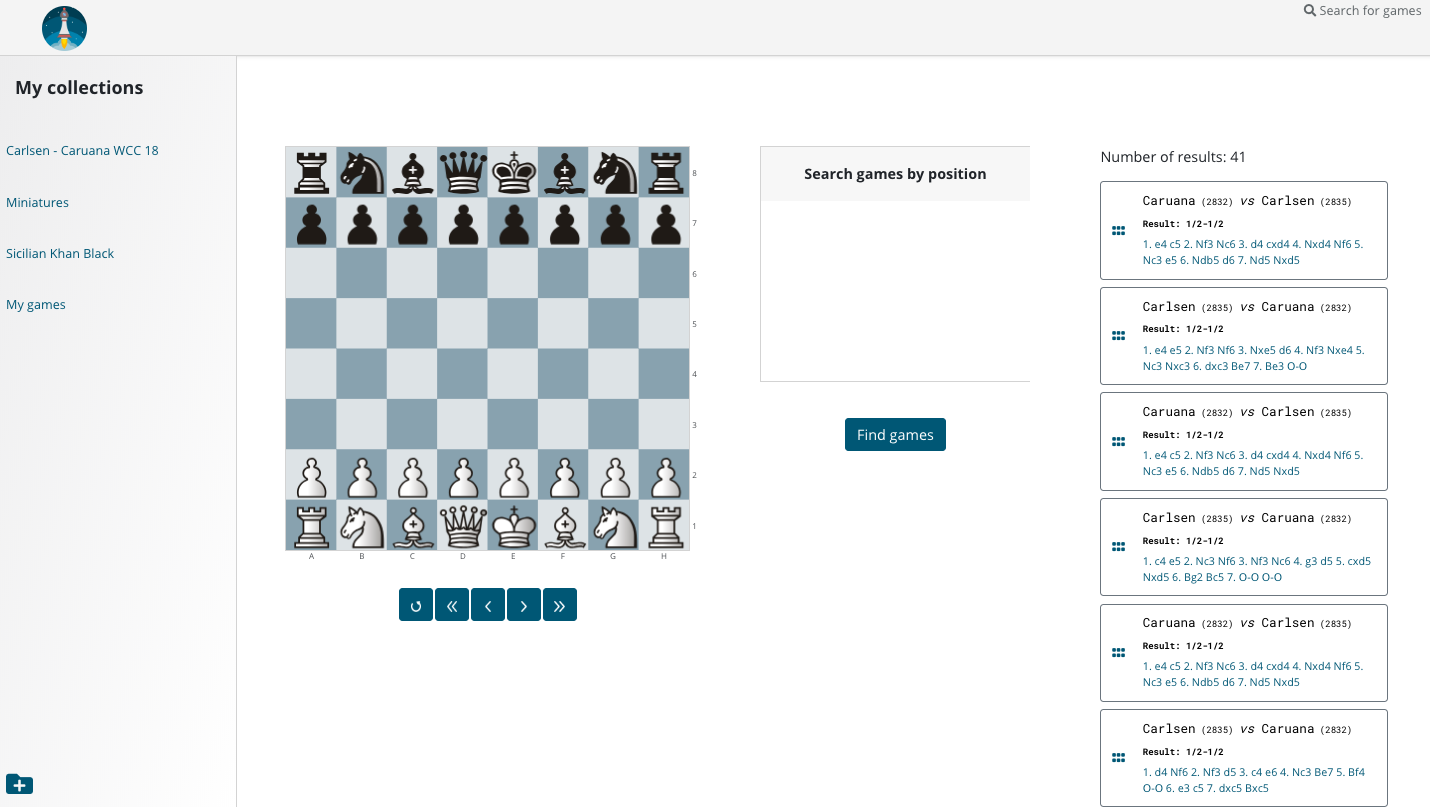 Search for games
My collections
Carlsen - Caruana WCC 18
Miniatures
Sicilian Khan Black
My games
8
7
6
5
4
3
2
1
A B C D E F G H
Search games by position
Find games
Number of results: 41
Caruana (2832) vs Carlsen (2835)
Result: 1/2-1/2
1. e4 c5 2. Nf3 Nc6 3. d4 cxd4 4. Nxd4 Nf6 5.
Nc3 e5 6. Ndb5 d6 7. Nd5 Nxd5
Carlsen (2835) vs Caruana (2832)
Result: 1/2-1/2
1. e4 e5 2. Nf3 Nf6 3. Nxe5 d6 4. Nf3 Nxe4 5.
Nc3 Nxc3 6. dxc3 Be7 7. Be3 O-O
Caruana (2832) vs Carlsen (2835)
Result: 1/2-1/2
1. e4 c5 2. Nf3 Nc6 3. d4 cxd4 4. Nxd4 Nf6 5.
Nc3 e5 6. Ndb5 d6 7. Nd5 Nxd5
Carlsen (2835) vs Caruana (2832)
Result: 1/2-1/2
1. c4 e5 2. Nc3 Nf6 3. Nf3 Nc6 4. g3 d5 5. cxd5
Nxd5 6. Bg2 Bc5 7. O-O O-O
Caruana (2832) vs Carlsen (2835)
Result: 1/2-1/2
1. e4 c5 2. Nf3 Nc6 3. d4 cxd4 4. Nxd4 Nf6 5.
Nc3 e5 6. Ndb5 d6 7. Nd5 Nxd5
Carlsen (2835) vs Caruana (2832)
Result: 1/2-1/2
1. d4 Nf6 2. Nf3 d5 3. c4 e6 4. Nc3 Be7 5. Bf4
O-O 6. e3 c5 7. dxc5 Bxc5